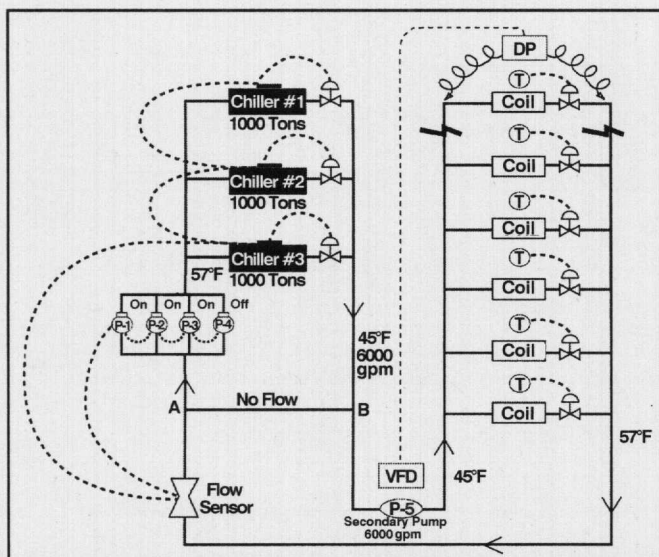 DP
T
Chiller #1
1000 Tons
Coil
T
Chiller #2
1000 Tons
Coil
T
Chiller #3
1000 Tons
57°F
Coil
T
Coil
On On On Off
P-1 P-2 P-3 P-4
45°F
6000
gpm
T
Coil
T
Coil
A
No Flow
B
57°F
VFD
45°F
Flow
Sensor
P-5
Secondary Pump
6000 gpm